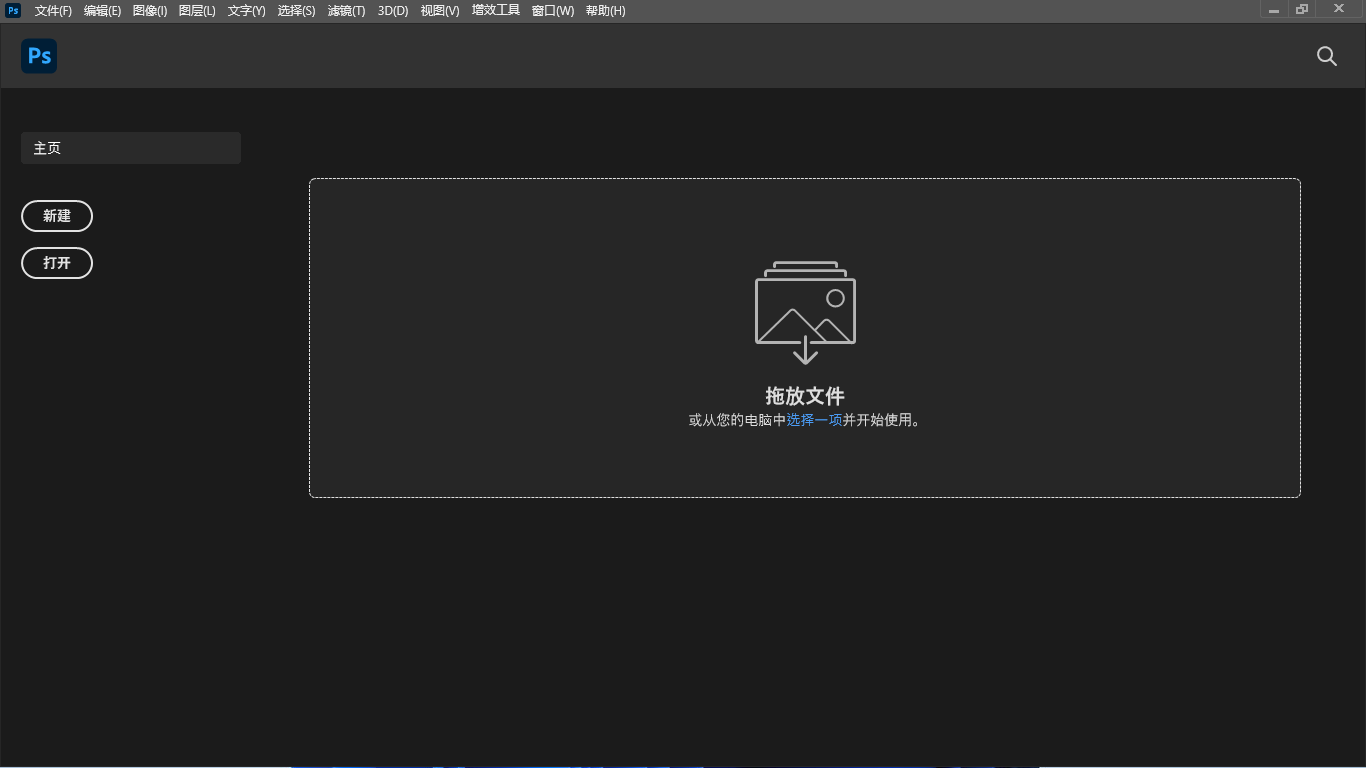 Ps 文件(F) 编辑(E) 图像(I) 图层(L) 文字(Y) 选择(S) 滤镜(T) 3D(D) 视图(V) 增效工具 窗口(W) 帮助(H)
Ps
主页
新建
打开
拖放文件
或从您的电脑中选择一项并开始使用。